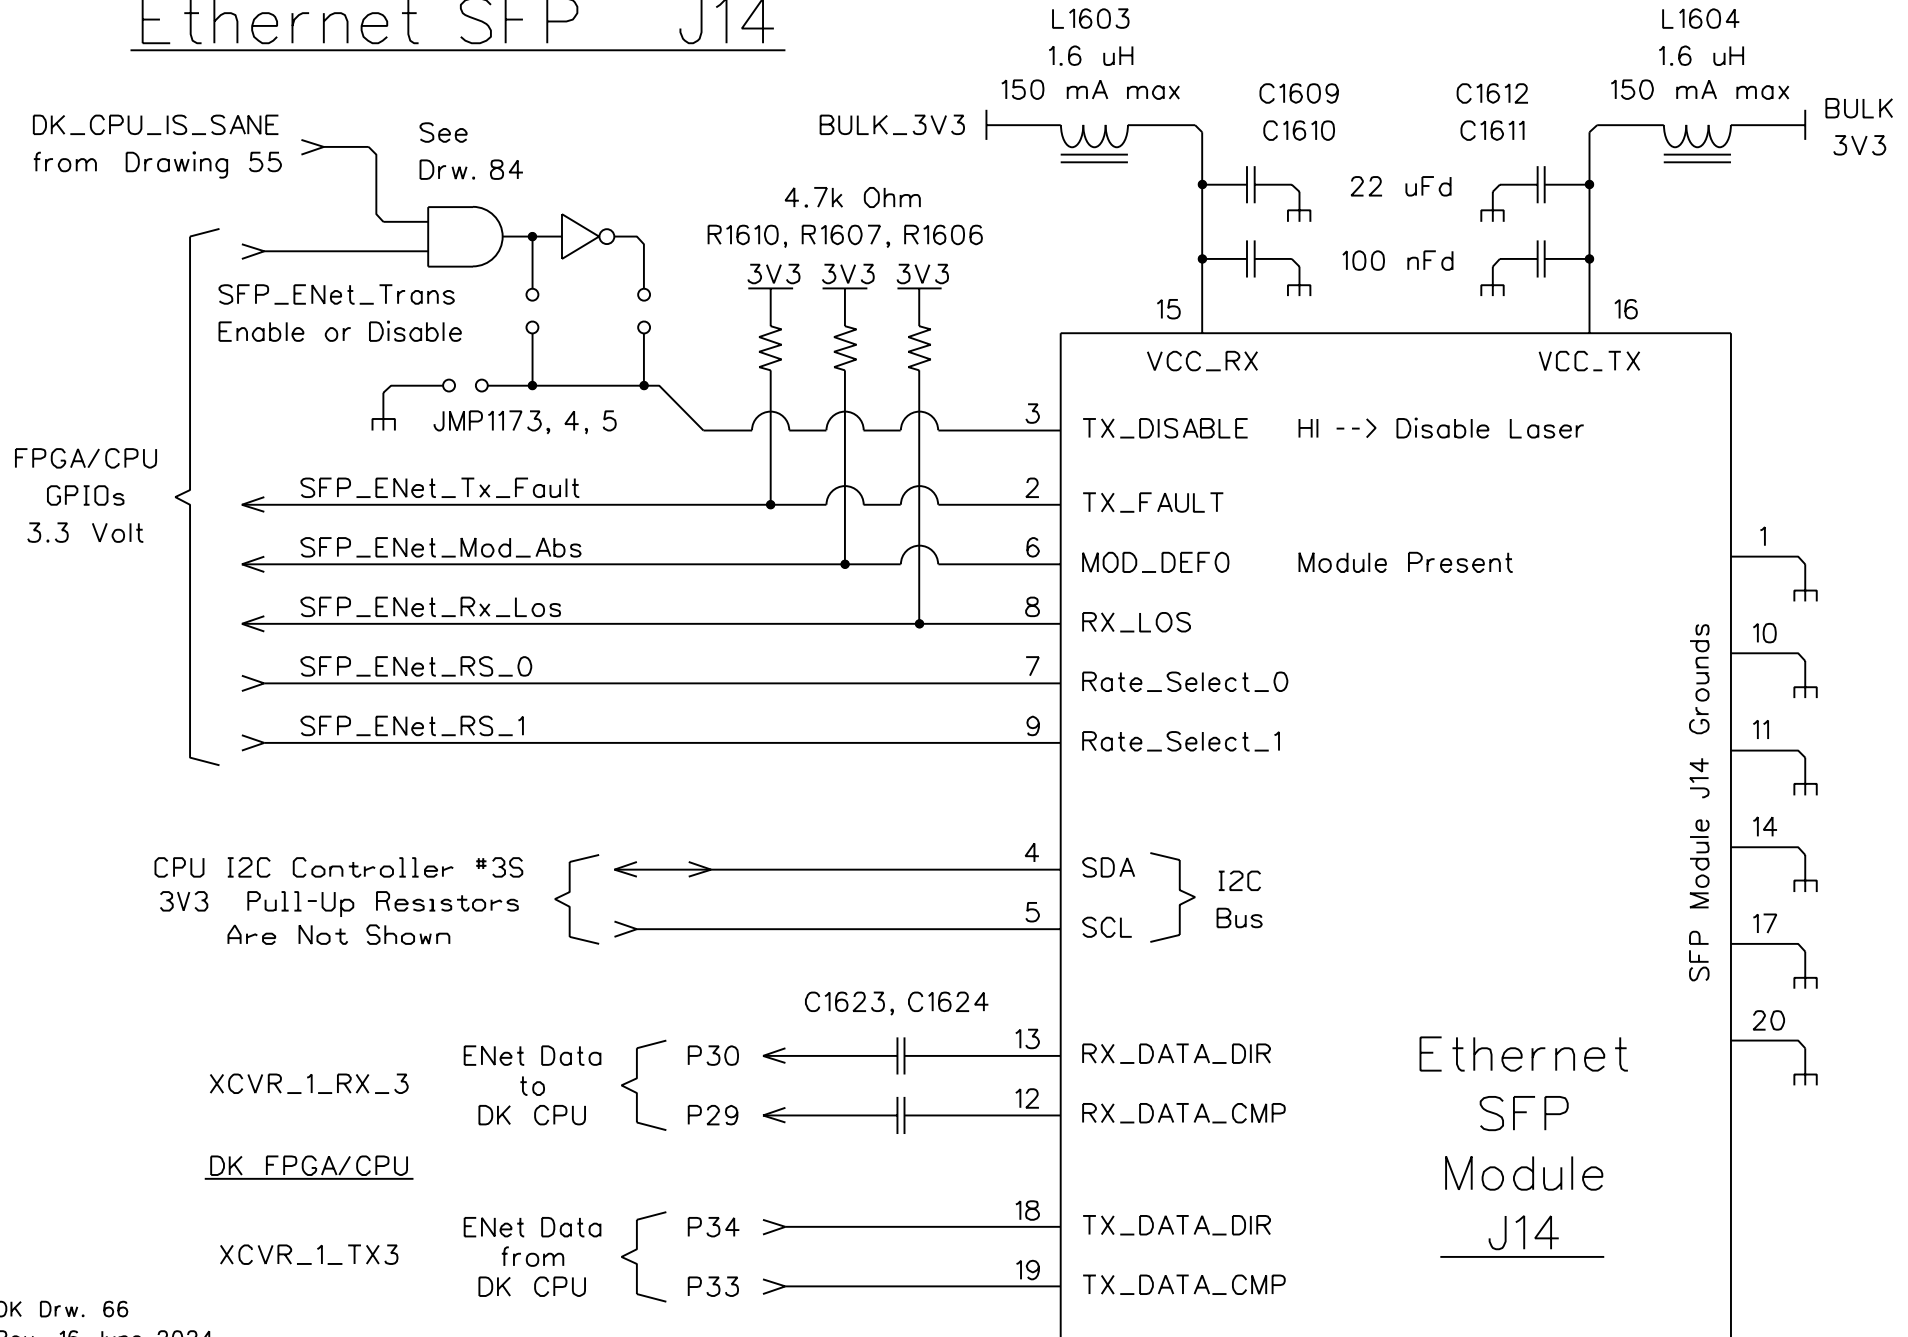 Ethernet SFP J14
L1603
1.6 uH
150 mA max
L1604
1.6 uH
150 mA max
C1609
C1610
C1612
C1611
BULK_3V3
BULK
3V3
DK_CPU_IS_SANE
from Drawing 55
See
Drw. 84
22 uFd
100 nFd
4.7k Ohm
R1610, R1607, R1606
3V3 3V3 3V3
SFP_ENet_Trans
Enable or Disable
15
16
VCC_RX
VCC_TX
JMP1173, 4, 5
3
TX_DISABLE HI --> Disable Laser
FPGA/CPU
GPIOs
3.3 Volt
SFP_ENet_Tx_Fault 2 TX_FAULT
SFP_ENet_Mod_Abs 6 MOD_DEF0 Module Present
SFP_ENet_Rx_Los 8 RX_LOS
SFP_ENet_RS_0 7 Rate_Select_0
SFP_ENet_RS_1 9 Rate_Select_1
1
10
11
14
17
20
SFP Module J14 Grounds
CPU I2C Controller #3S
3V3 Pull-Up Resistors
Are Not Shown
4 SDA
5 SCL
I2C
Bus
C1623, C1624
XCVR_1_RX_3
ENet Data
to
DK CPU
P30 13 RX_DATA_DIR
P29 12 RX_DATA_CMP
DK FPGA/CPU
XCVR_1_TX3
ENet Data
from
DK CPU
P34 18 TX_DATA_DIR
P33 19 TX_DATA_CMP
Ethernet
SFP
Module
J14
DK Drw. 66
Rev. 16 June 2024